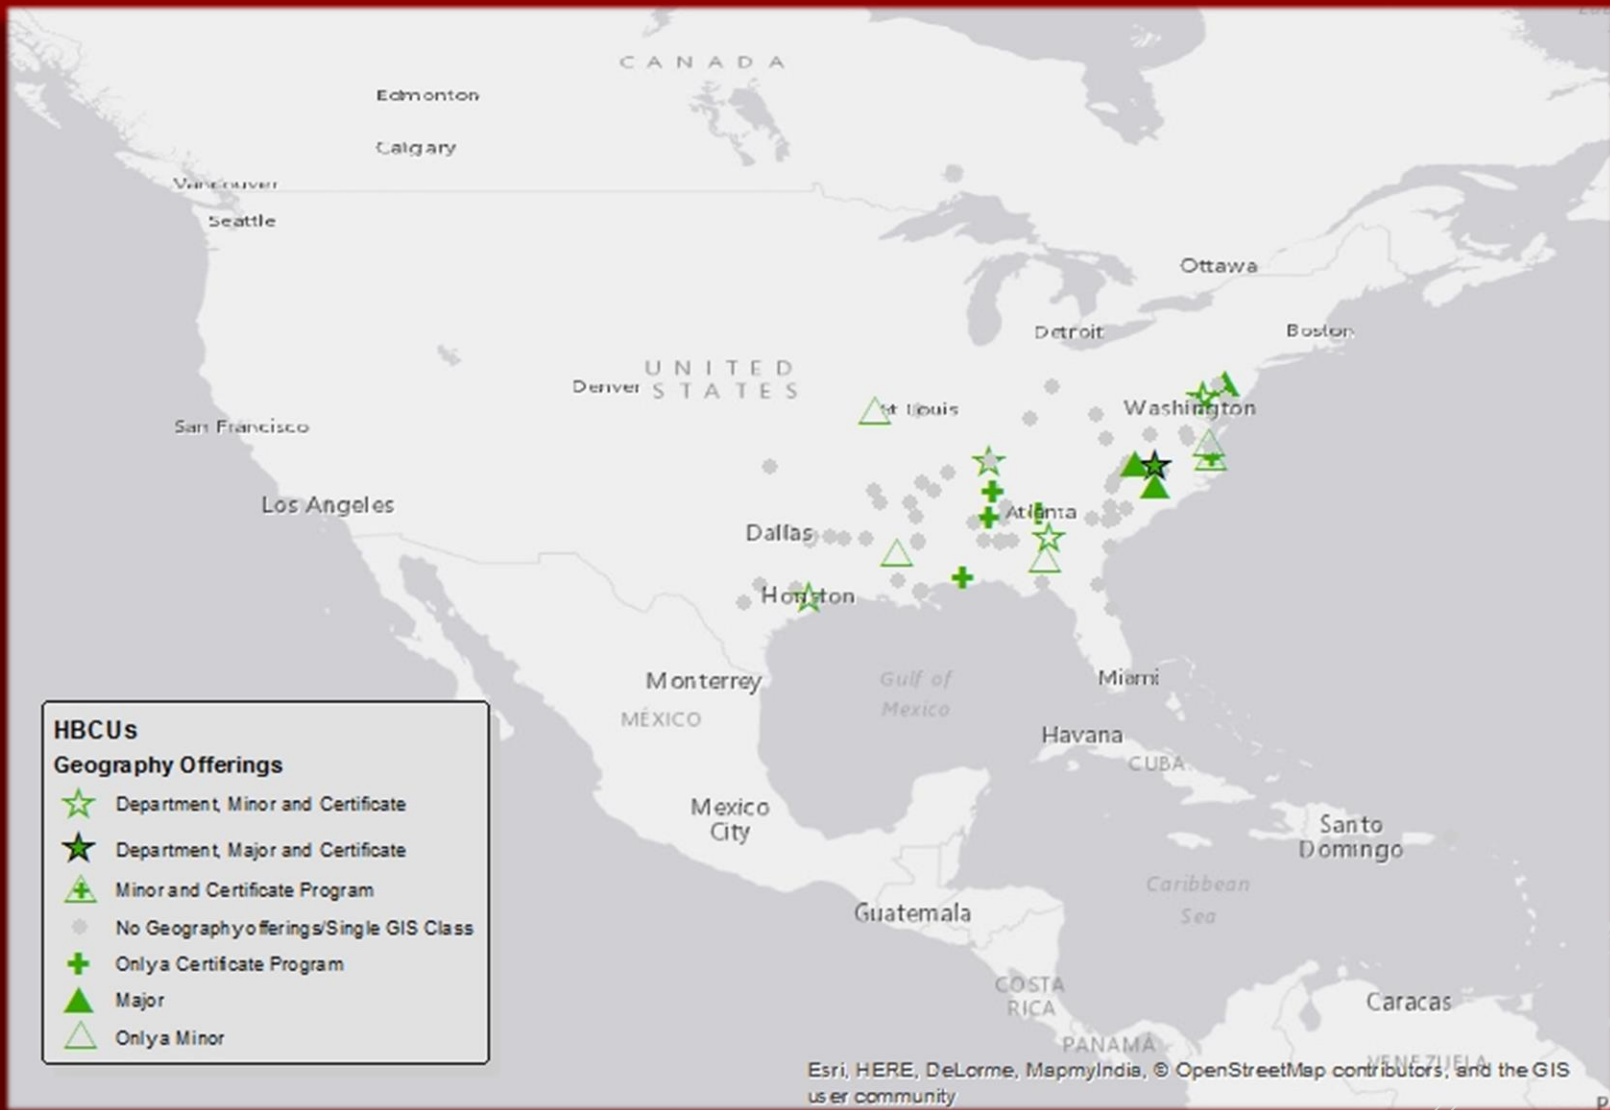 CANADA
Edmonton
Calgary
Vancouver
Seattle
Ottawa
Detroit
Boston
UNITED
STATES
Denver
St Louis
Washington
San Francisco
Los Angeles
Atlanta
Dallas
Houston
Monterrey
MÉXICO
Gulf of
Mexico
Miami
Havana
CUBA
Mexico
City
Santo
Domingo
Caribbean
Sea
Guatemala
COSTA
RICA
Caracas
PANAMÁ
VENEZUELA
HBCUs
Geography Offerings
Department, Minor and Certificate
Department, Major and Certificate
Minor and Certificate Program
No Geography offerings/Single GIS Class
Only a Certificate Program
Major
Only a Minor
Esri, HERE, DeLorme, MapmyIndia, © OpenStreetMap contributors, and the GIS
user community